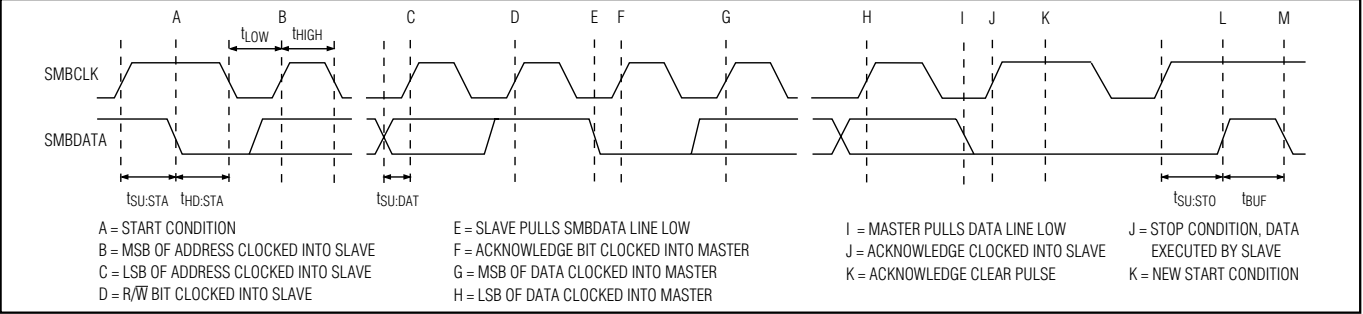 A B C D E F G H I J K L M
tLOW tHIGH
SMBCLK
SMBDATA
tSU:STA tHD:STA tSU:DAT tSU:STO tBUF
A = START CONDITION
B = MSB OF ADDRESS CLOCKED INTO SLAVE
C = LSB OF ADDRESS CLOCKED INTO SLAVE
D = R/W̅ BIT CLOCKED INTO SLAVE
E = SLAVE PULLS SMBDATA LINE LOW
F = ACKNOWLEDGE BIT CLOCKED INTO MASTER
G = MSB OF DATA CLOCKED INTO MASTER
H = LSB OF DATA CLOCKED INTO MASTER
I = MASTER PULLS DATA LINE LOW
J = ACKNOWLEDGE CLOCKED INTO SLAVE
K = ACKNOWLEDGE CLEAR PULSE
J = STOP CONDITION, DATA
EXECUTED BY SLAVE
K = NEW START CONDITION